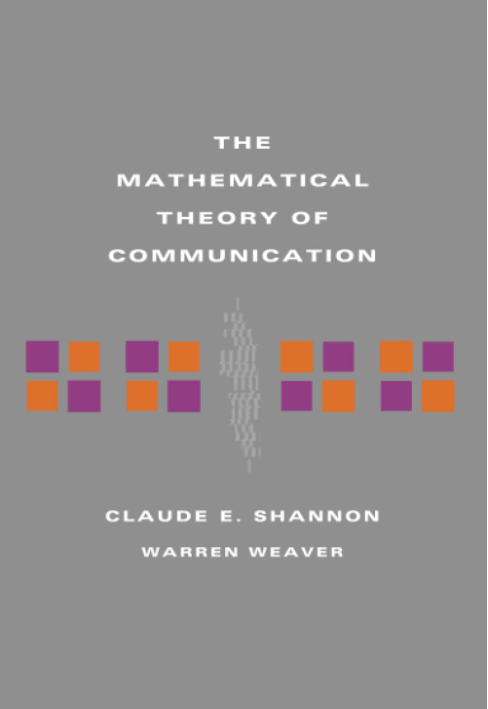 THE
MATHEMATICAL
THEORY OF
COMMUNICATION
CLAUDE E. SHANNON
WARREN WEAVER